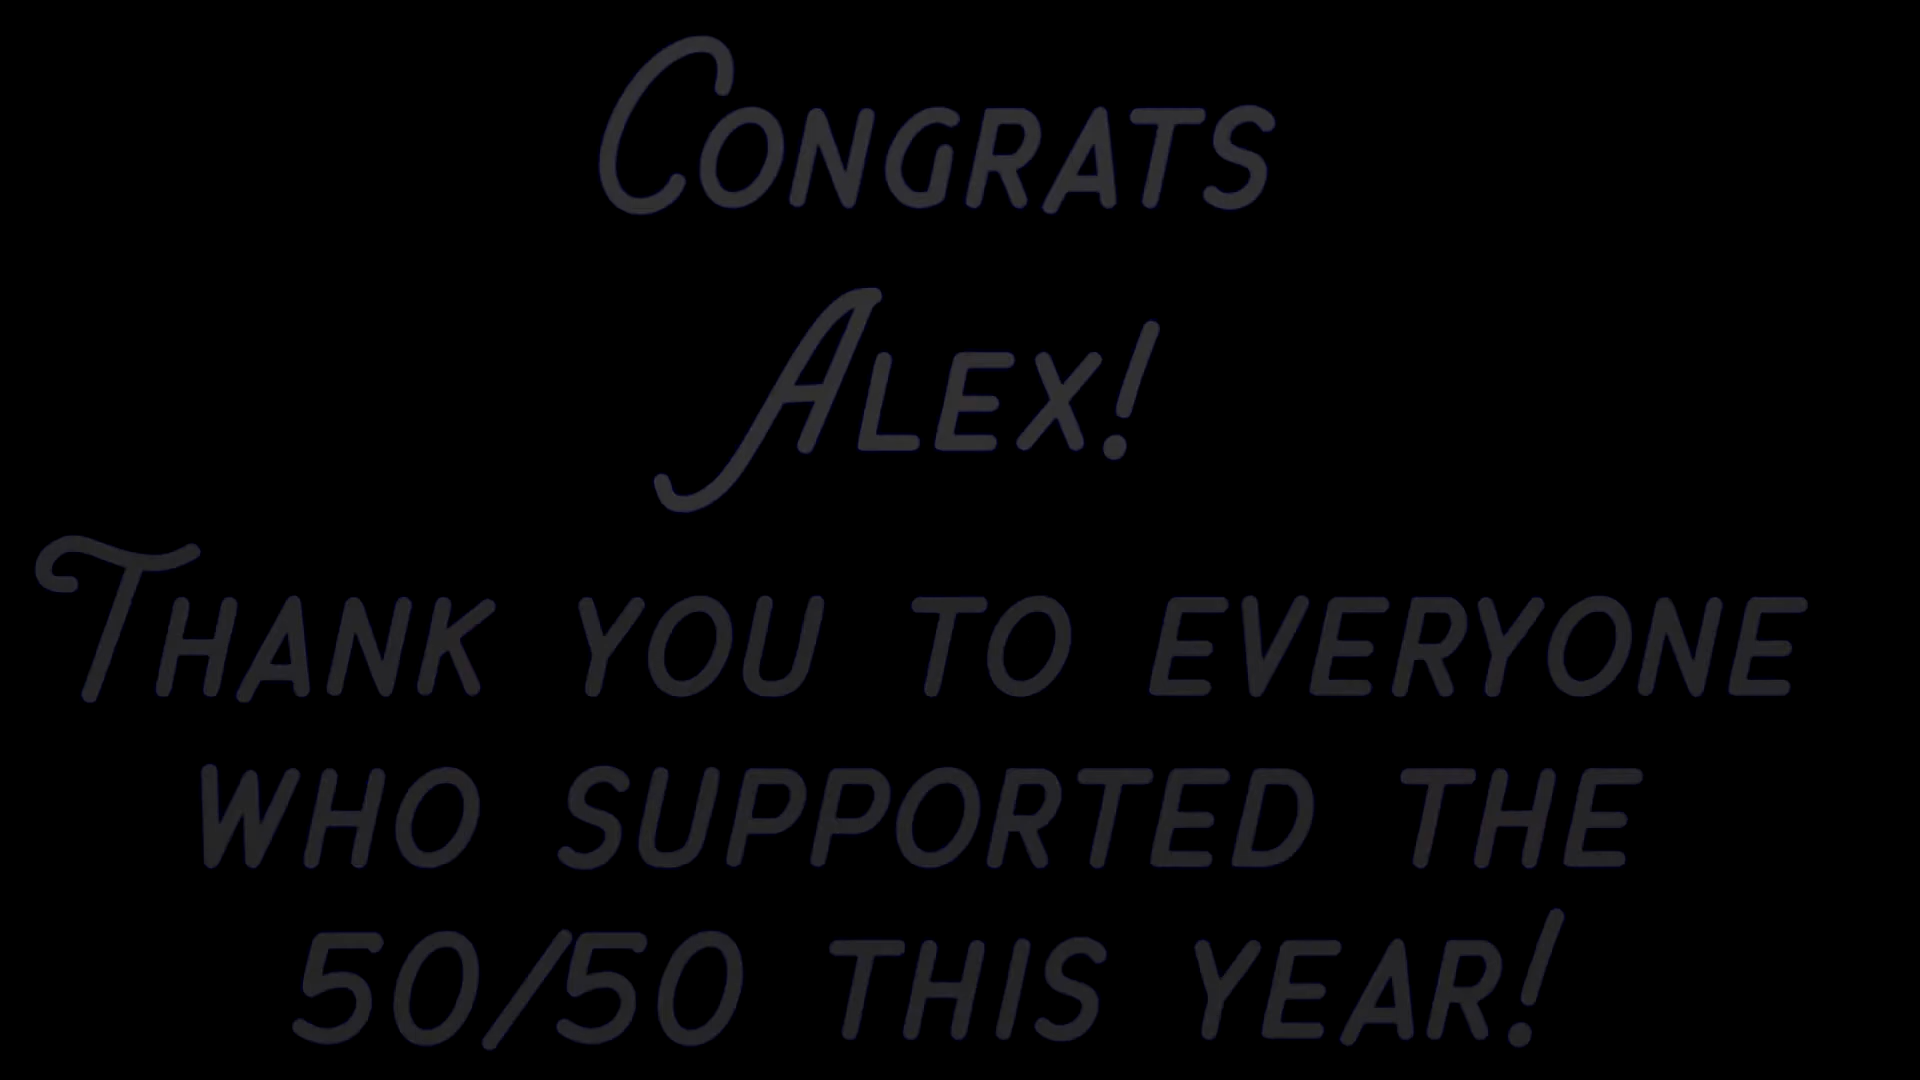 Congrats
Alex!
Thank you to everyone
who supported the
50/50 this year!